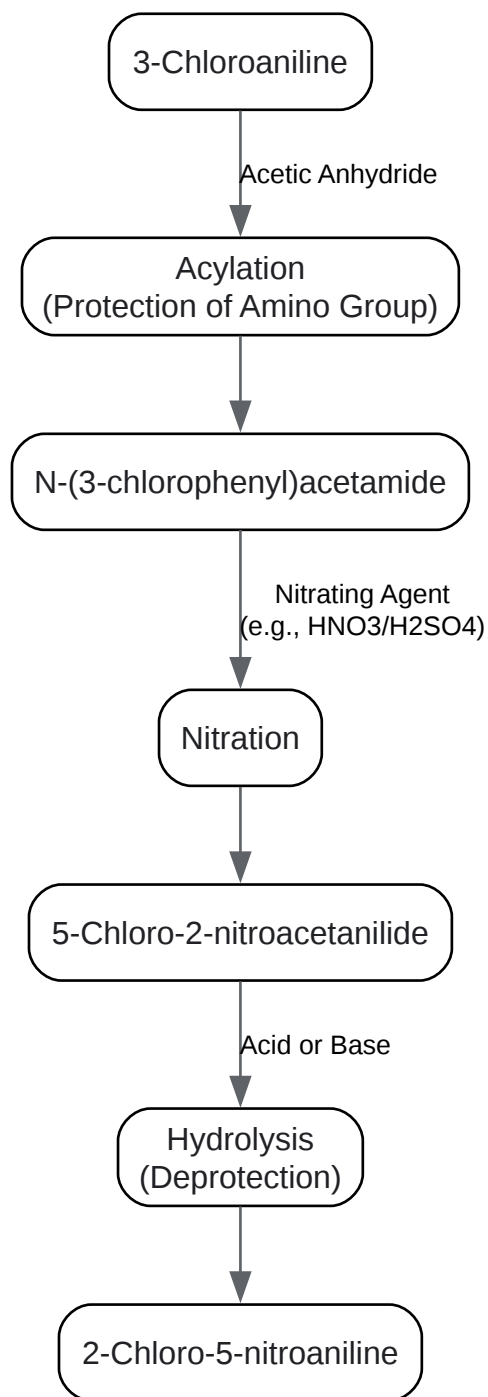 3-Chloroaniline
Acetic Anhydride
Acylation
(Protection of Amino Group)
N-(3-chlorophenyl)acetamide
Nitrating Agent
(e.g., HNO3/H2SO4)
Nitration
5-Chloro-2-nitroacetanilide
Acid or Base
Hydrolysis
(Deprotection)
2-Chloro-5-nitroaniline